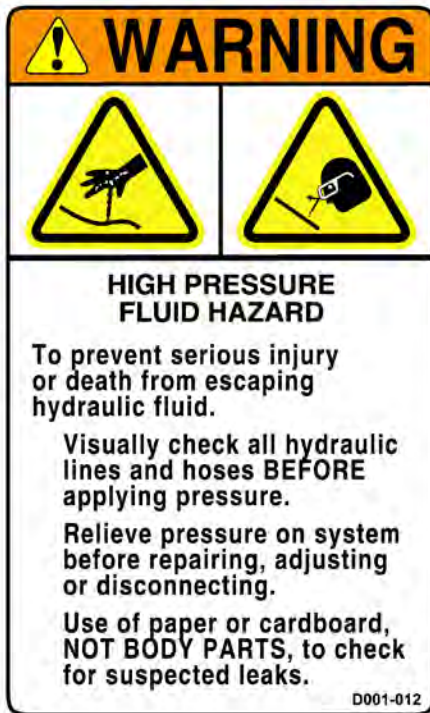 WARNING
HIGH PRESSURE
FLUID HAZARD
To prevent serious injury
or death from escaping
hydraulic fluid.
Visually check all hydraulic
lines and hoses BEFORE
applying pressure.
Relieve pressure on system
before repairing, adjusting
or disconnecting.
Use of paper or cardboard,
NOT BODY PARTS, to check
for suspected leaks.
D001-012